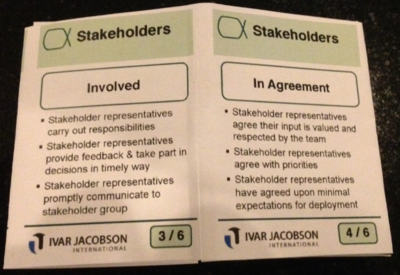 Stakeholders
Involved
▪ Stakeholder representatives
carry out responsibilities
▪ Stakeholder representatives
provide feedback & take part in
decisions in timely way
▪ Stakeholder representatives
promptly communicate to
stakeholder group
IVAR JACOBSON
INTERNATIONAL
3 / 6
Stakeholders
In Agreement
▪ Stakeholder representatives
agree their input is valued and
respected by the team
▪ Stakeholder representatives
agree with priorities
▪ Stakeholder representatives
have agreed upon minimal
expectations for deployment
IVAR JACOBSON
INTERNATIONAL
4 / 6